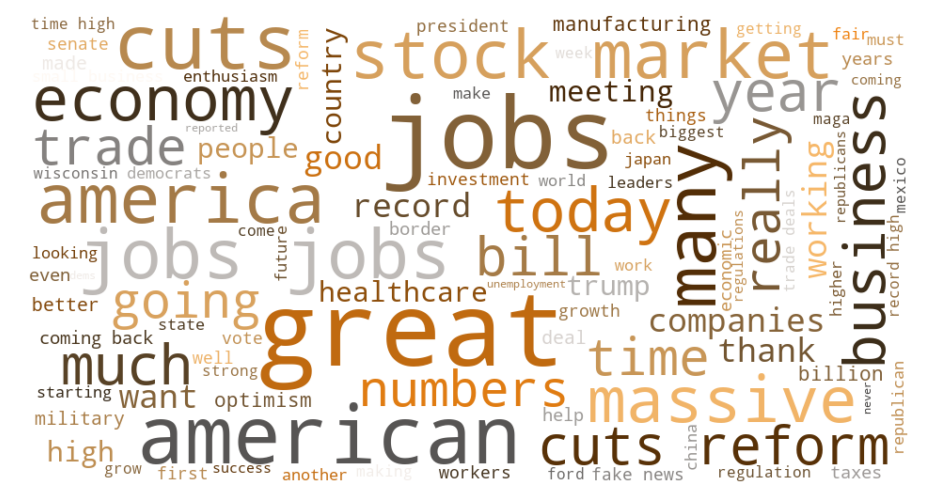 time high
cuts
president
manufacturing
getting
fair
must
senate
reform
stock market
week
years
made
enthusiasm
country
coming
small business
economy
make
meeting
year
jobs
things
maga
reported
back
biggest
trade
people
good
japan
many
really
working
republicans
business
wisconsin
democrats
investment
world
leaders
mexico
america
record
today
come
border
looking
jobs jobs
future
bill
work
economic
regulations
trade deals
higher
record high
even
dems
unemployment
trump
better
going
healthcare
growth
companies
state
great
coming back
vote
deal
time
thank
much
well
strong
numbers
billion
starting
want
optimism
massive
never
republican
military
american
help
cuts reform
high
china
grow
first
success
another
making
workers
ford
fake news
regulation
taxes